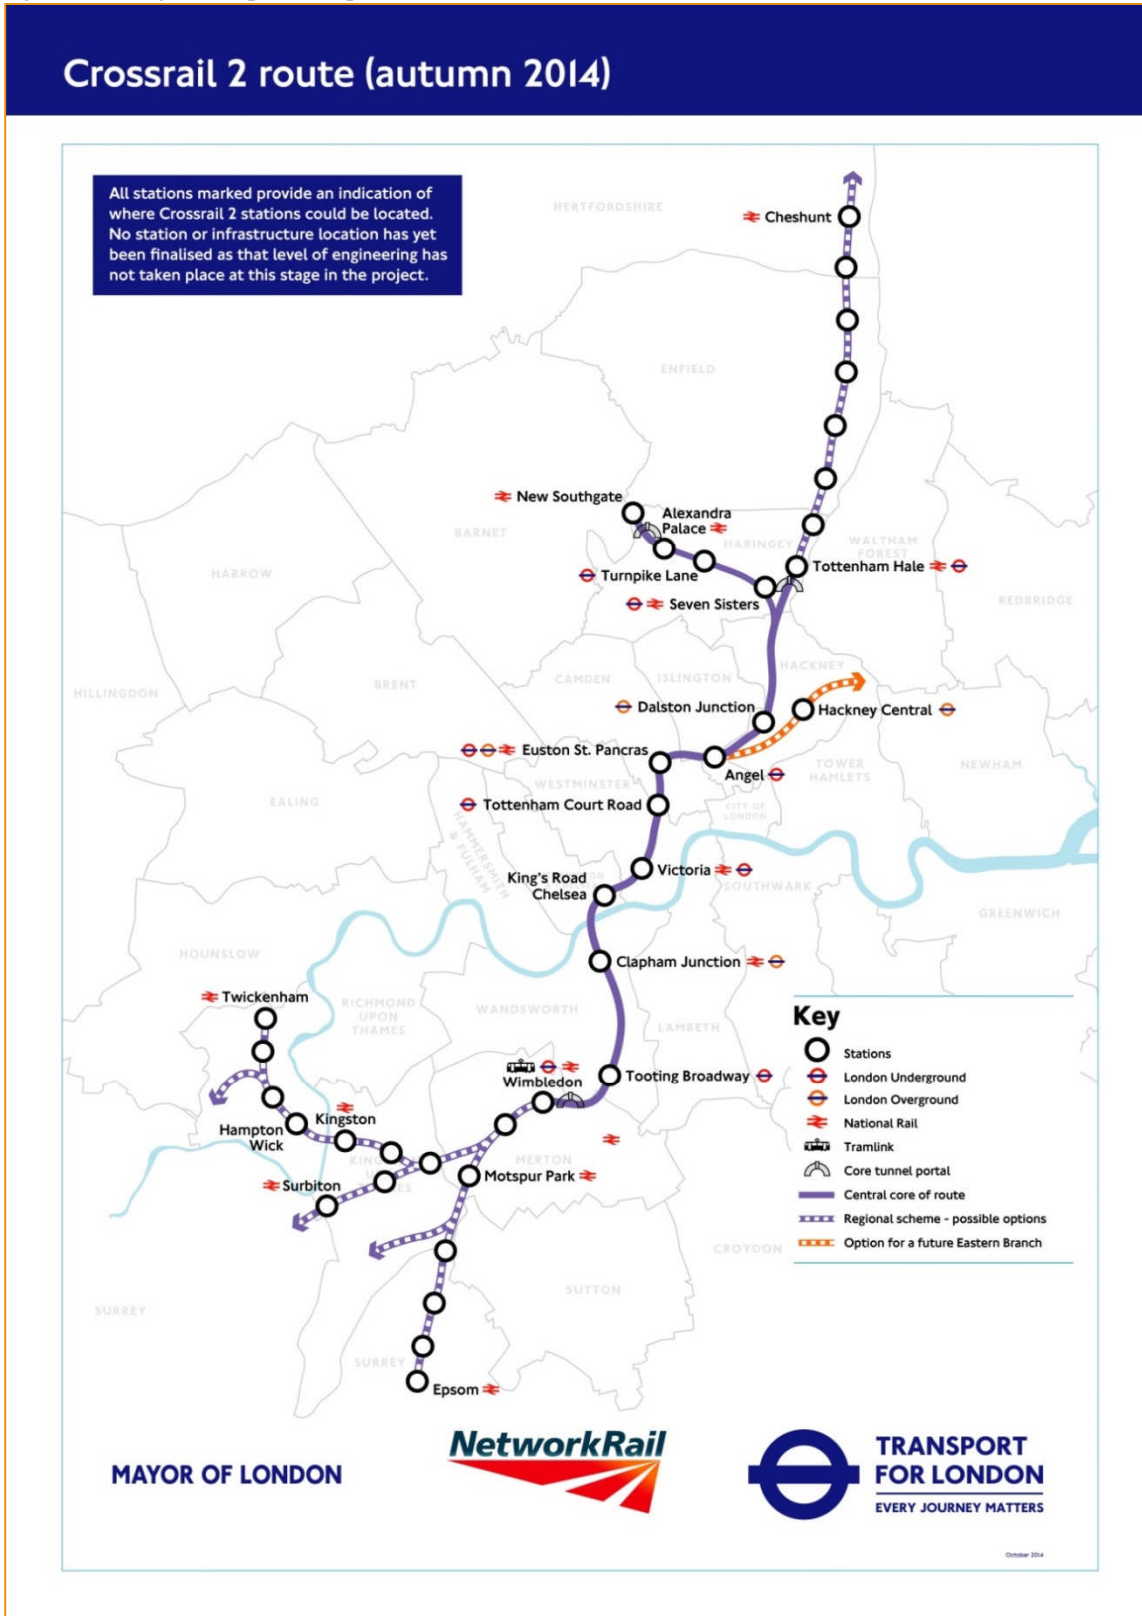 Crossrail 2 route (autumn 2014)
All stations marked provide an indication of
where Crossrail 2 stations could be located.
No station or infrastructure location has yet
been finalised as that level of engineering has
not taken place at this stage in the project.
HERTFORDSHIRE
Cheshunt
ENFIELD
New Southgate
Alexandra
Palace
BARNET
HARINGEY
WALTHAM
FOREST
HARROW
Turnpike Lane
Tottenham Hale
Seven Sisters
REDBRIDGE
HACKNEY
CAMDEN
ISLINGTON
BRENT
HILLINGDON
Dalston Junction
Hackney Central
Euston St. Pancras
Angel
TOWER
HAMLETS
NEWHAM
WESTMINSTER
EALING
Tottenham Court Road
CITY OF
LONDON
HAMMERSMITH
& FULHAM
Victoria
King's Road
Chelsea
SOUTHWARK
GREENWICH
HOUNSLOW
Clapham Junction
Twickenham
RICHMOND
UPON
THAMES
WANDSWORTH
LAMBETH
Key
Stations
London Underground
London Overground
National Rail
Tramlink
Core tunnel portal
Central core of route
Regional scheme - possible options
Option for a future Eastern Branch
Wimbledon
Tooting Broadway
Kingston
Hampton
Wick
MERTON
Motspur Park
Surbiton
CROYDON
SUTTON
SURREY
SURREY
Epsom
MAYOR OF LONDON
NetworkRail
TRANSPORT
FOR LONDON
EVERY JOURNEY MATTERS
October 2014